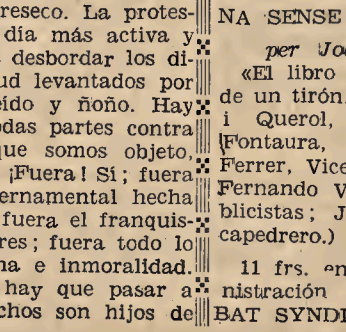 reseco. La protes-
día más activa y
desbordar los di-
ud levantados por
eído y ñoño. Hay
odas partes contra
que somos objeto,
¡Fuera! Sí; fuera
ernamental hecha
fuera el franquis-
res; fuera todo lo
na e inmoralidad.
hay que pasar a
chos son hijos de
NA SENSE
per Jo
«El libro
de un tirón.
i Querol,
Fontaura,
Ferrer, Vice
Fernando V
blicistas; J
capedrero.)
11 frs. en
nistración
BAT SYNDI